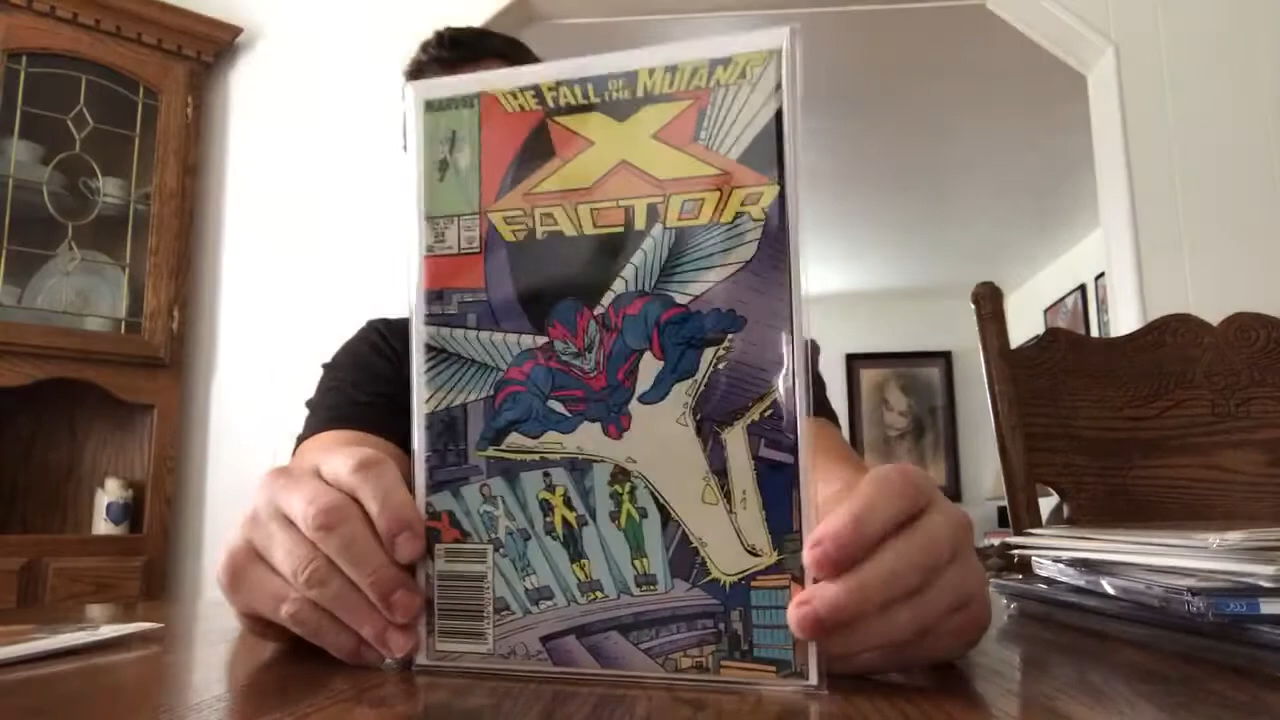 THE FALL OF THE MUTANTS
MARVEL
X
FACTOR